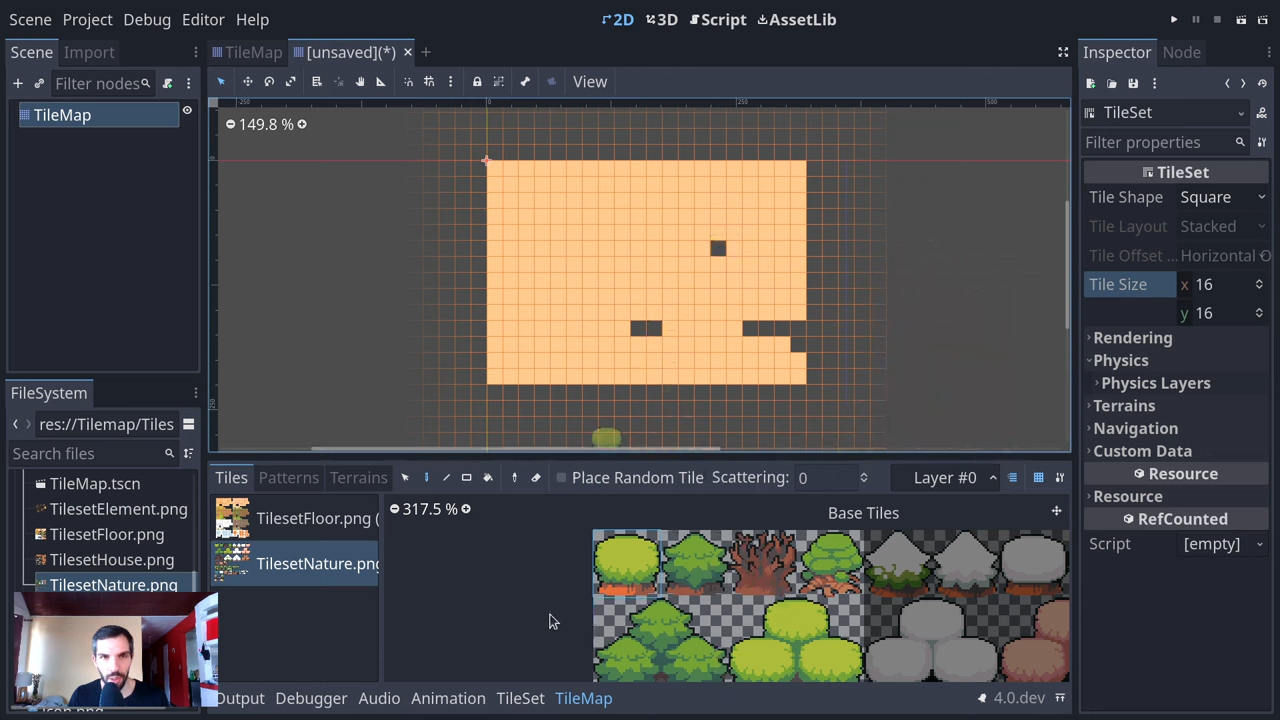 Scene Project Debug Editor Help
2D 3D Script AssetLib
Scene Import
TileMap [unsaved](*)
Inspector Node
Filter nodes
View
TileMap
-250 0 250 500
149.8 %
TileSet
Filter properties
TileSet
Tile Shape Square
Tile Layout Stacked
Tile Offset ... Horizontal O
Tile Size x 16
y 16
Rendering
Physics
Physics Layers
Terrains
Navigation
Custom Data
Resource
Resource
RefCounted
Script [empty]
FileSystem
res://Tilemap/Tiles
Search files
TileMap.tscn
TilesetElement.png
TilesetFloor.png
TilesetHouse.png
TilesetNature.png
Tiles Patterns Terrains
Place Random Tile Scattering: 0
Layer #0
TilesetFloor.png (
TilesetNature.png
317.5 %
Base Tiles
Output Debugger Audio Animation TileSet TileMap
4.0.dev